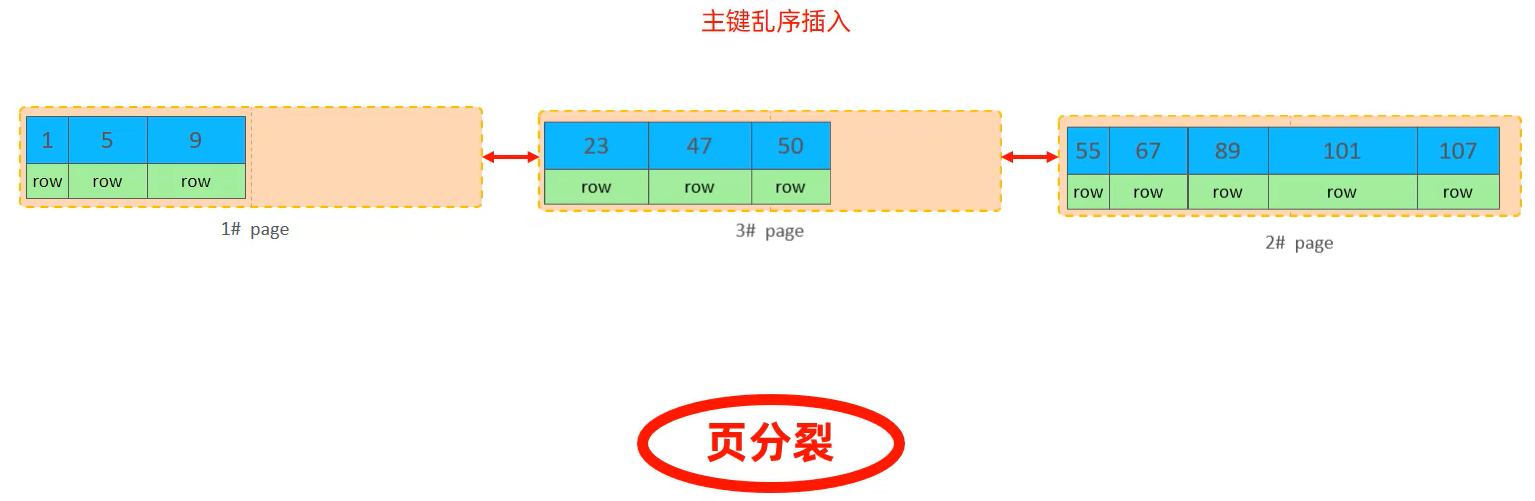 主键乱序插入
1 5 9
row row row
1# page
23 47 50
row row row
3# page
55 67 89 101 107
row row row row row
2# page
页分裂